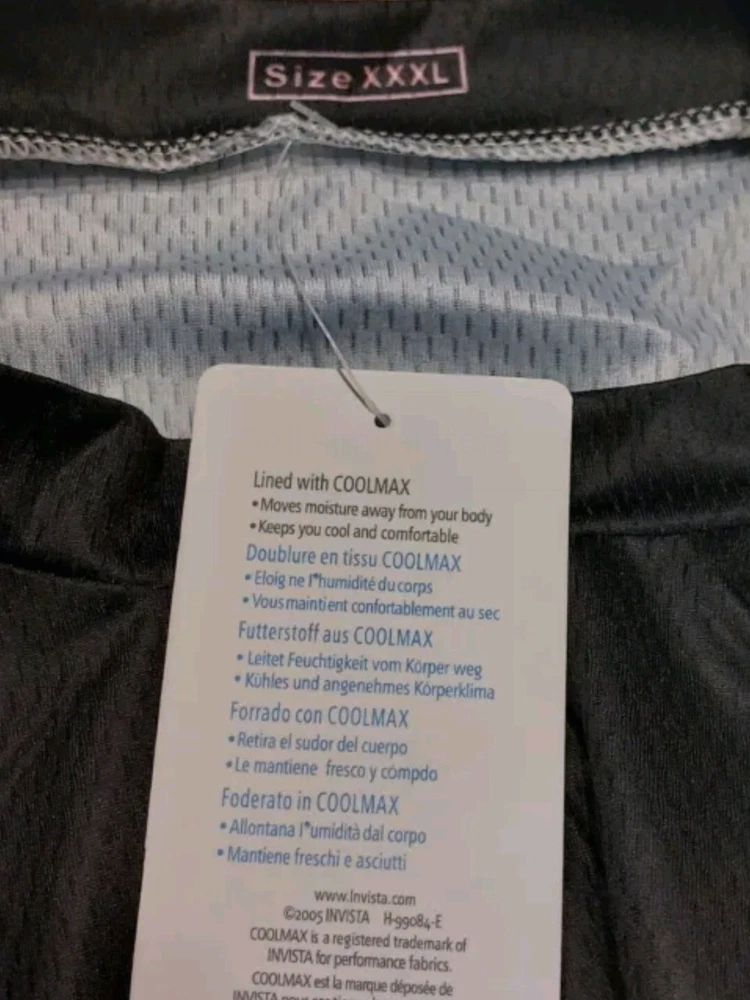 Size XXXL
Lined with COOLMAX
• Moves moisture away from your body
• Keeps you cool and comfortable
Doublure en tissu COOLMAX
• Eloig ne l"humidité du corps
• Vous maintient confortablement au sec
Futterstoff aus COOLMAX
• Leitet Feuchtigkeit vom Körper weg
• Kühles und angenehmes Körperklima
Forrado con COOLMAX
• Retira el sudor del cuerpo
• Le mantiene fresco y cómpdo
Foderato in COOLMAX
• Allontana l"umidità dal corpo
• Mantiene freschi e asciutti
www.Invista.com
©2005 INVISTA H-99084-E
COOLMAX is a registered trademark of
INVISTA for performance fabrics.
COOLMAX est la marque déposée de
INVISTA pour